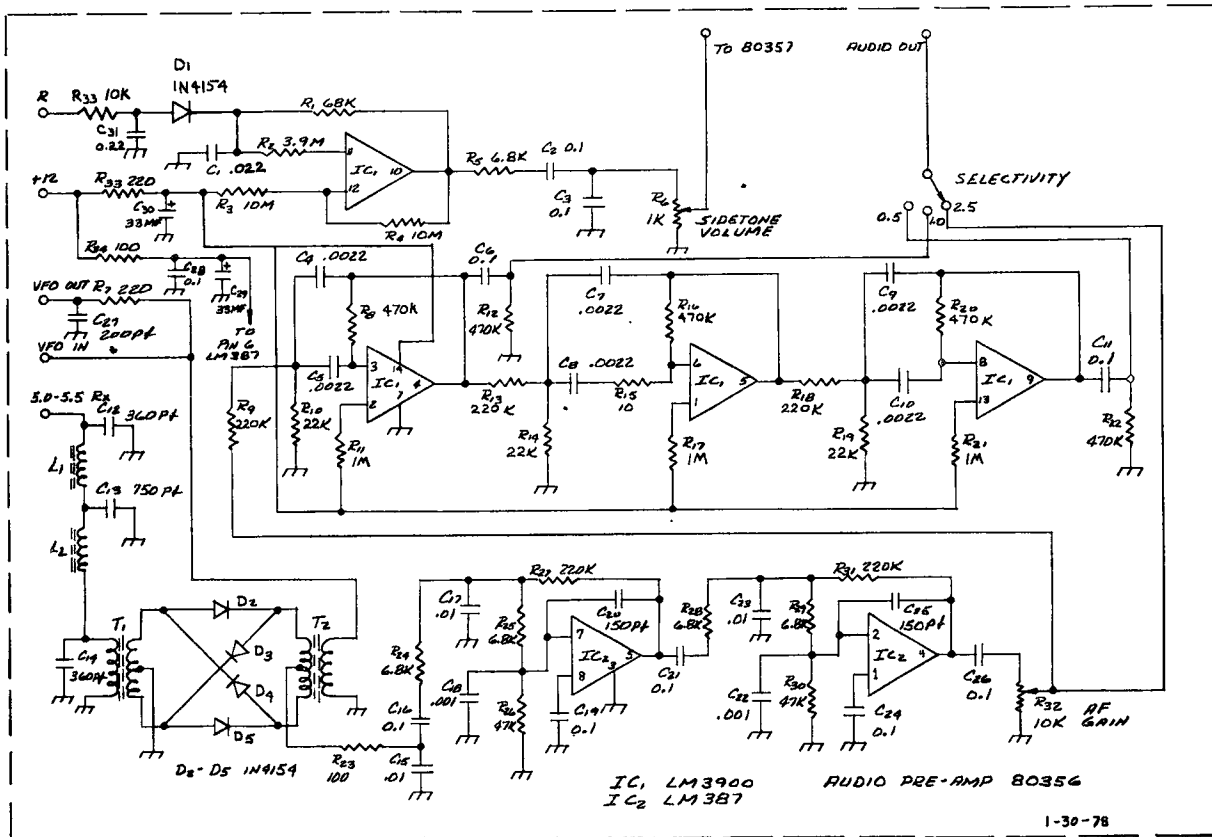 TO 80357
AUDIO OUT
R
R33 10K
D1
1N4154
C31
0.22
R1 68K
C1 .022
R2 3.9M
8
12
IC1
10
+12
R33 220
C30
33MF
+
R3 10M
R4 10M
R5 6.8K
C2 0.1
C3
0.1
R6
1K
SIDETONE
VOLUME
SELECTIVITY
0.5
1.0
2.5
R34 100
C28
0.1
+
C29
33MF
TO
PIN 6
LM387
VFO OUT
R7 220
C27
200Pf
VFO IN
C4 .0022
R8 470K
C5
.0022
3
2
14
7
IC1
4
C6
0.1
R12
470K
R9
220K
R10
22K
R11
1M
R13
220K
C7
.0022
C8 .0022
R14
22K
R15
10
R16
470K
6
1
IC1
5
R17
1M
R18
220K
C9
.0022
R19
22K
C10
.0022
R20
470K
8
13
IC1
9
R21
1M
C11
0.1
R22
470K
5.0-5.5 Rx
C12
360Pf
L1
C13 750Pf
L2
T1
C14
360Pf
D2
D3
D4
D5
T2
D2-D5 1N4154
R23
100
C15
.01
C16
0.1
R24
6.8K
C17
.01
R25
6.8K
C18
.001
R26
47K
R27 220K
C20
150Pf
7
8
IC2
3
5
C19
0.1
C21
0.1
R28
6.8K
C23
.01
R29
6.8K
C22
.001
R30
47K
R31 220K
C25
150Pf
2
1
IC2
4
C24
0.1
C26
0.1
R32
10K
AF
GAIN
IC1 LM3900
IC2 LM387
AUDIO PRE-AMP 80356
1-30-78